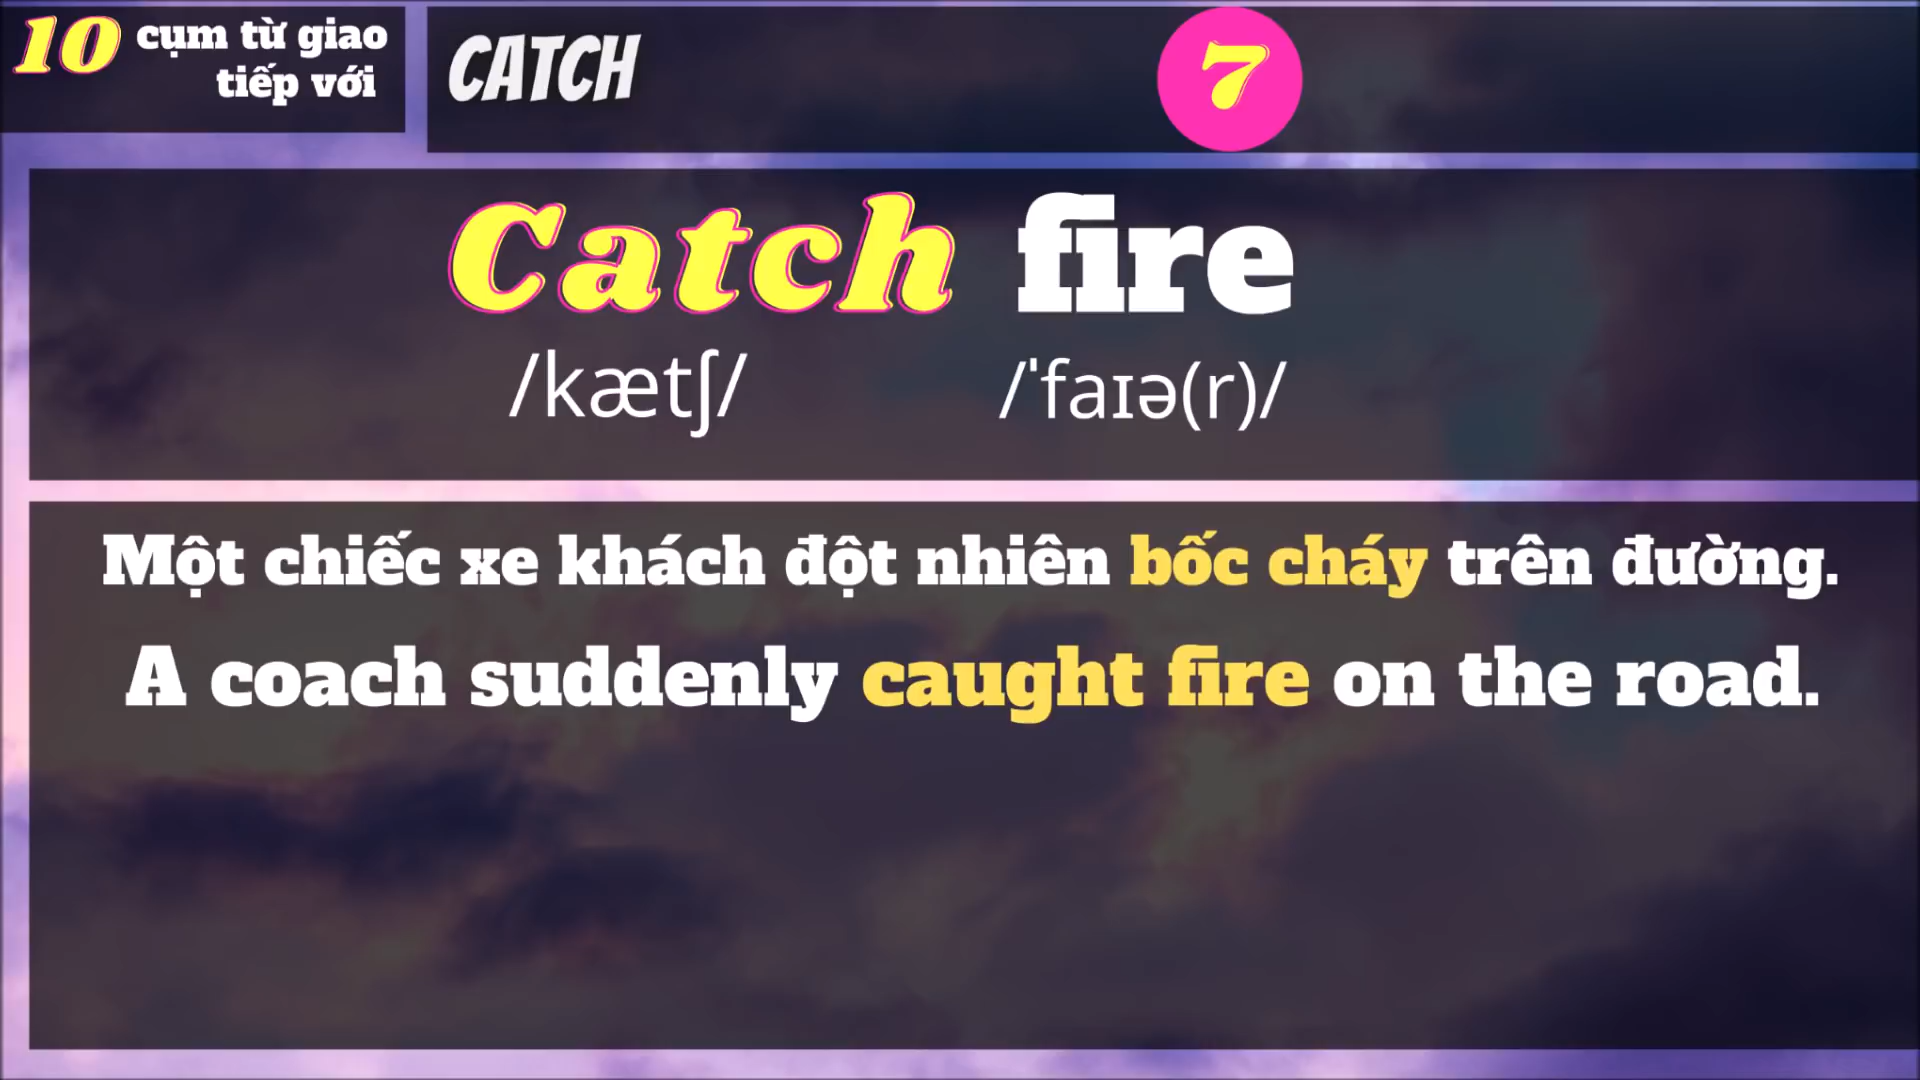 10 cụm từ giao
tiếp với
CATCH
7
Catch fire
/kætʃ/ /ˈfaɪə(r)/
Một chiếc xe khách đột nhiên bốc cháy trên đường.
A coach suddenly caught fire on the road.